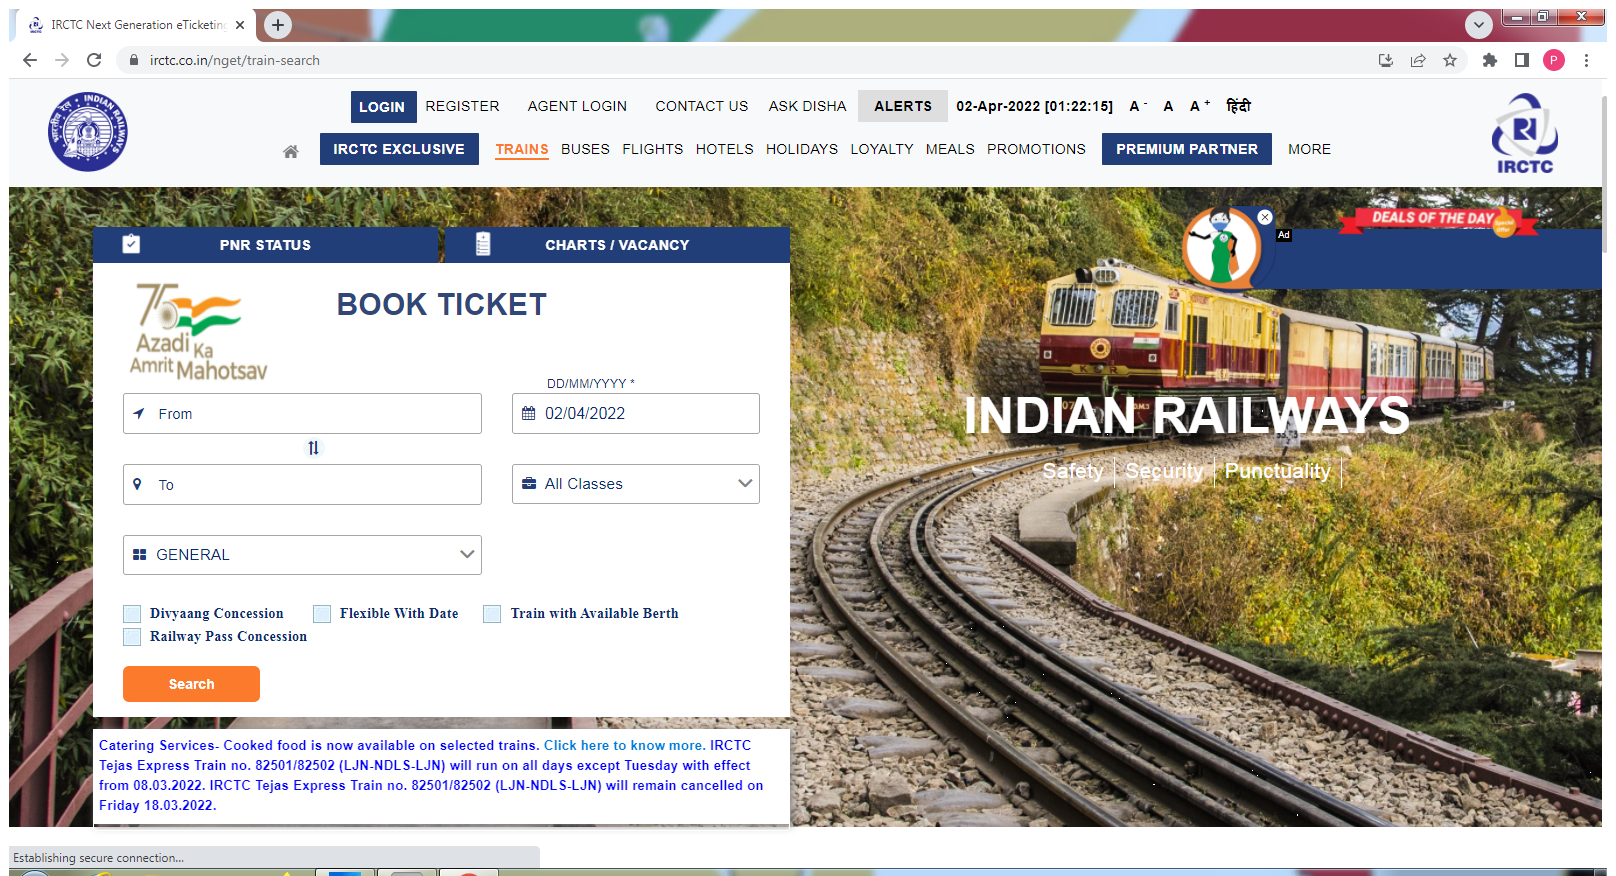 IRCTC Next Generation eTicketing
irctc.co.in/nget/train-search
P
INDIAN RAILWAYS
भारतीय रेल
LOGIN REGISTER AGENT LOGIN CONTACT US ASK DISHA ALERTS 02-Apr-2022 [01:22:15] A - A A + हिंदी
IRCTC EXCLUSIVE TRAINS BUSES FLIGHTS HOTELS HOLIDAYS LOYALTY MEALS PROMOTIONS PREMIUM PARTNER MORE
IRCTC
DEALS OF THE DAY
Special Offer
Ad
PNR STATUS CHARTS / VACANCY
75
Azadi Ka
Amrit Mahotsav
BOOK TICKET
DD/MM/YYYY *
From 02/04/2022
To All Classes
GENERAL
Divyaang Concession Flexible With Date Train with Available Berth
Railway Pass Concession
Search
INDIAN RAILWAYS
Safety | Security | Punctuality |
Catering Services- Cooked food is now available on selected trains. Click here to know more. IRCTC
Tejas Express Train no. 82501/82502 (LJN-NDLS-LJN) will run on all days except Tuesday with effect
from 08.03.2022. IRCTC Tejas Express Train no. 82501/82502 (LJN-NDLS-LJN) will remain cancelled on
Friday 18.03.2022.
Establishing secure connection...